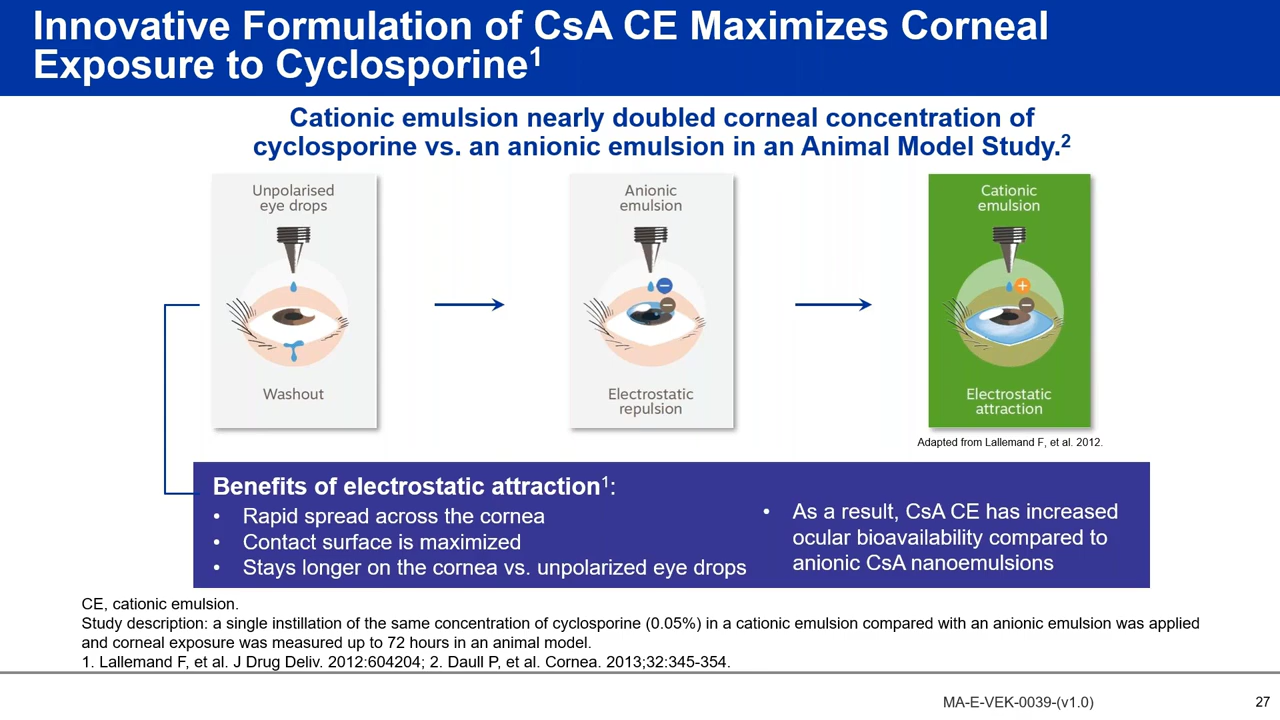 Innovative Formulation of CsA CE Maximizes Corneal
Exposure to Cyclosporine1
Cationic emulsion nearly doubled corneal concentration of
cyclosporine vs. an anionic emulsion in an Animal Model Study.2
Unpolarised
eye drops
Washout
Anionic
emulsion
−
−
Electrostatic
repulsion
Cationic
emulsion
+
−
Electrostatic
attraction
Adapted from Lallemand F, et al. 2012.
Benefits of electrostatic attraction1:
• Rapid spread across the cornea
• Contact surface is maximized
• Stays longer on the cornea vs. unpolarized eye drops
• As a result, CsA CE has increased
ocular bioavailability compared to
anionic CsA nanoemulsions
CE, cationic emulsion.
Study description: a single instillation of the same concentration of cyclosporine (0.05%) in a cationic emulsion compared with an anionic emulsion was applied
and corneal exposure was measured up to 72 hours in an animal model.
1. Lallemand F, et al. J Drug Deliv. 2012:604204; 2. Daull P, et al. Cornea. 2013;32:345-354.
MA-E-VEK-0039-(v1.0)
27